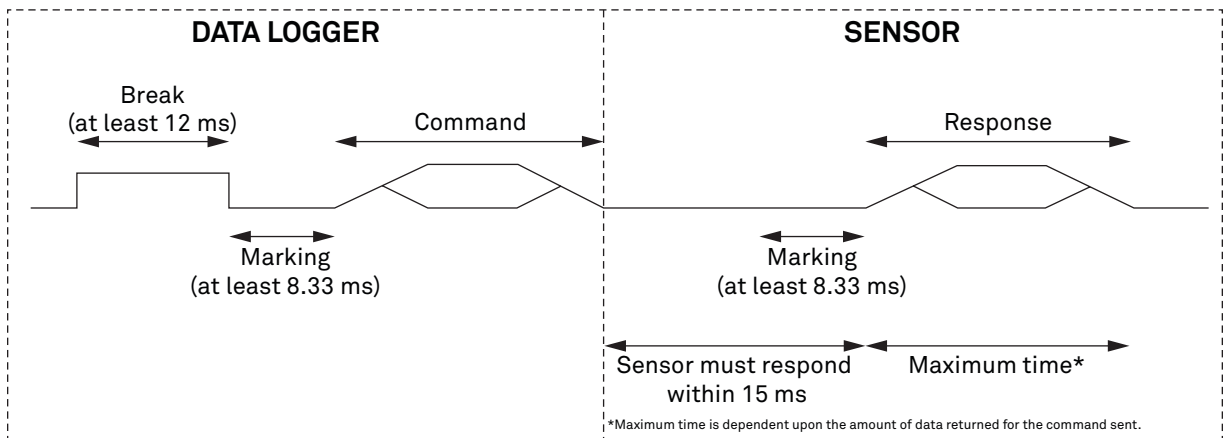 DATA LOGGER
SENSOR
Break
(at least 12 ms)
Command
Response
Marking
(at least 8.33 ms)
Marking
(at least 8.33 ms)
Sensor must respond
within 15 ms
Maximum time*
*Maximum time is dependent upon the amount of data returned for the command sent.